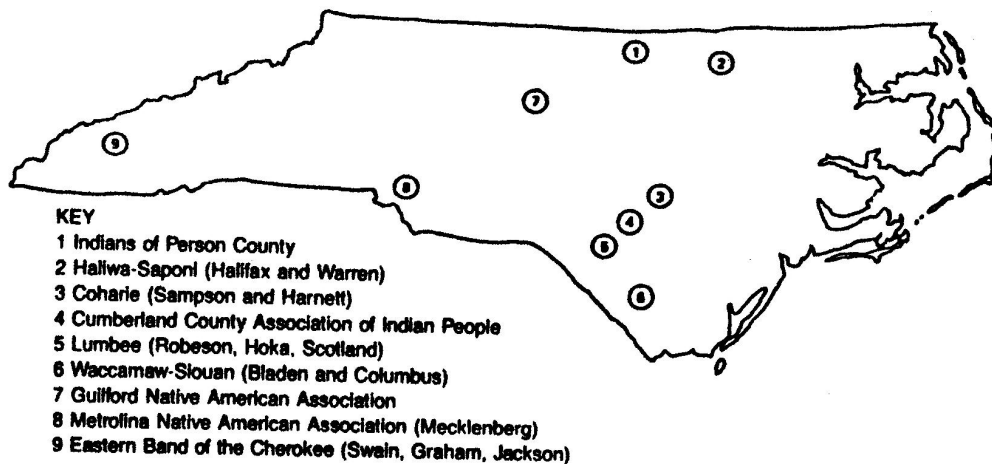 1
2
7
9
8
3
4
5
6
KEY
1 Indians of Person County
2 Haliwa-Saponi (Halifax and Warren)
3 Coharie (Sampson and Harnett)
4 Cumberland County Association of Indian People
5 Lumbee (Robeson, Hoka, Scotland)
6 Waccamaw-Siouan (Bladen and Columbus)
7 Guilford Native American Association
8 Metrolina Native American Association (Mecklenberg)
9 Eastern Band of the Cherokee (Swain, Graham, Jackson)